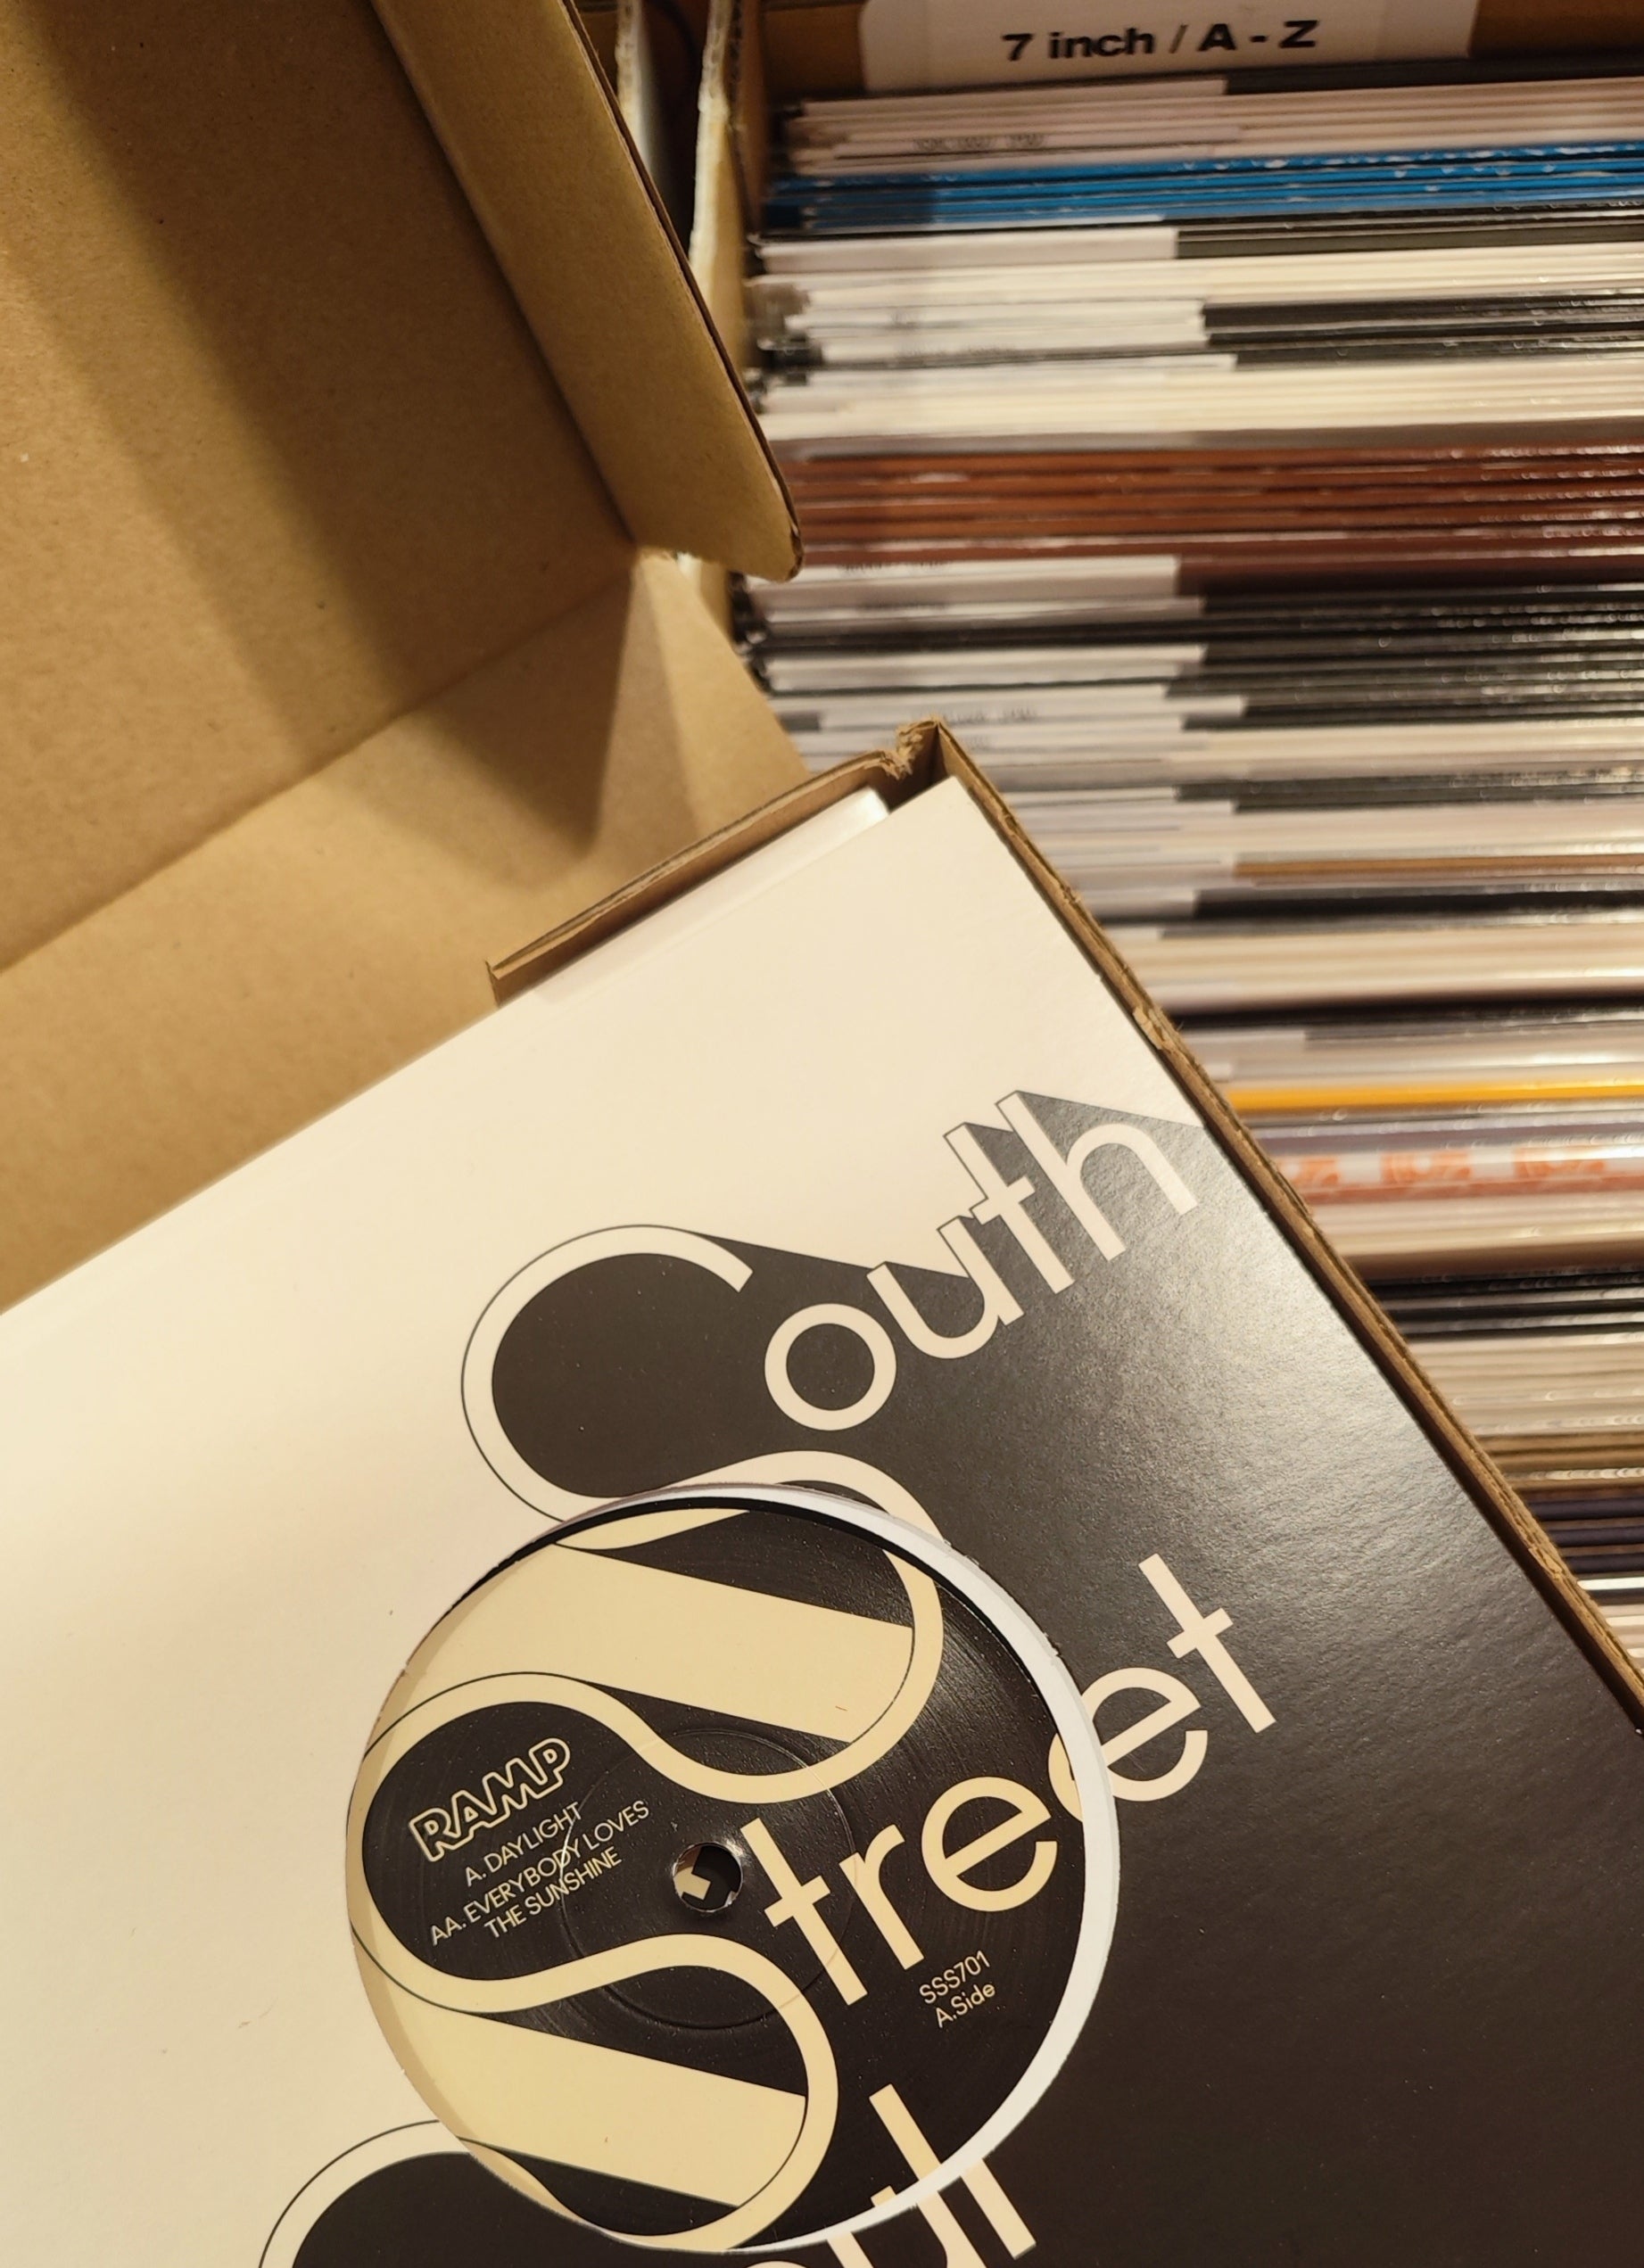 7 inch / A - Z
South
Street
RAMP
A. DAYLIGHT
AA. EVERYBODY LOVES
THE SUNSHINE
SSS701
A.Side